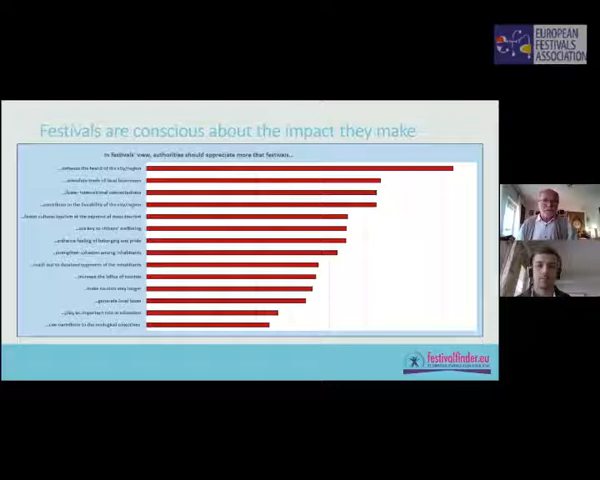 EUROPEAN
FESTIVALS
ASSOCIATION
Festivals are conscious about the impact they make
In festivals' view, authorities should appreciate more that festivals...
...enhance the brand of the city/region
...stimulate trade of local businesses
...foster international connectedness
...contribute to the liveability of the city/region
...foster cultural tourism at the expense of mass tourism
...are key to citizens' wellbeing
...enhance feeling of belonging and pride
...strengthen cohesion among inhabitants
...reach out to deprived segments of the inhabitants
...increase the influx of tourists
...make tourists stay longer
...generate local taxes
...play an important role in education
...can contribute to the ecological objectives
festivalfinder.eu